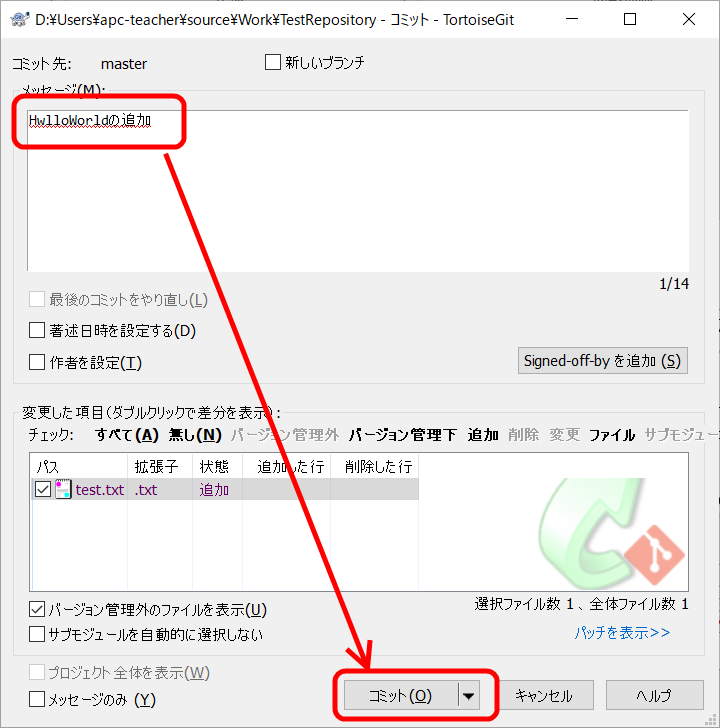 D:¥Users¥apc-teacher¥source¥Work¥TestRepository - コミット - TortoiseGit
コミット先: master 新しいブランチ
メッセージ(M):
HwlloWorldの追加
1/14
最後のコミットをやり直し(L)
著述日時を設定する(D)
作者を設定(T) Signed-off-by を追加 (S)
変更した項目(ダブルクリックで差分を表示):
チェック: すべて(A) 無し(N) バージョン管理外 バージョン管理下 追加 削除 変更 ファイル サブモジュー
パス 拡張子 状態 追加した行 削除した行
test.txt .txt 追加
バージョン管理外のファイルを表示(U) 選択ファイル数 1 、全体ファイル数 1
サブモジュールを自動的に選択しない パッチを表示>>
プロジェクト全体を表示(W)
メッセージのみ (Y) コミット(O) キャンセル ヘルプ